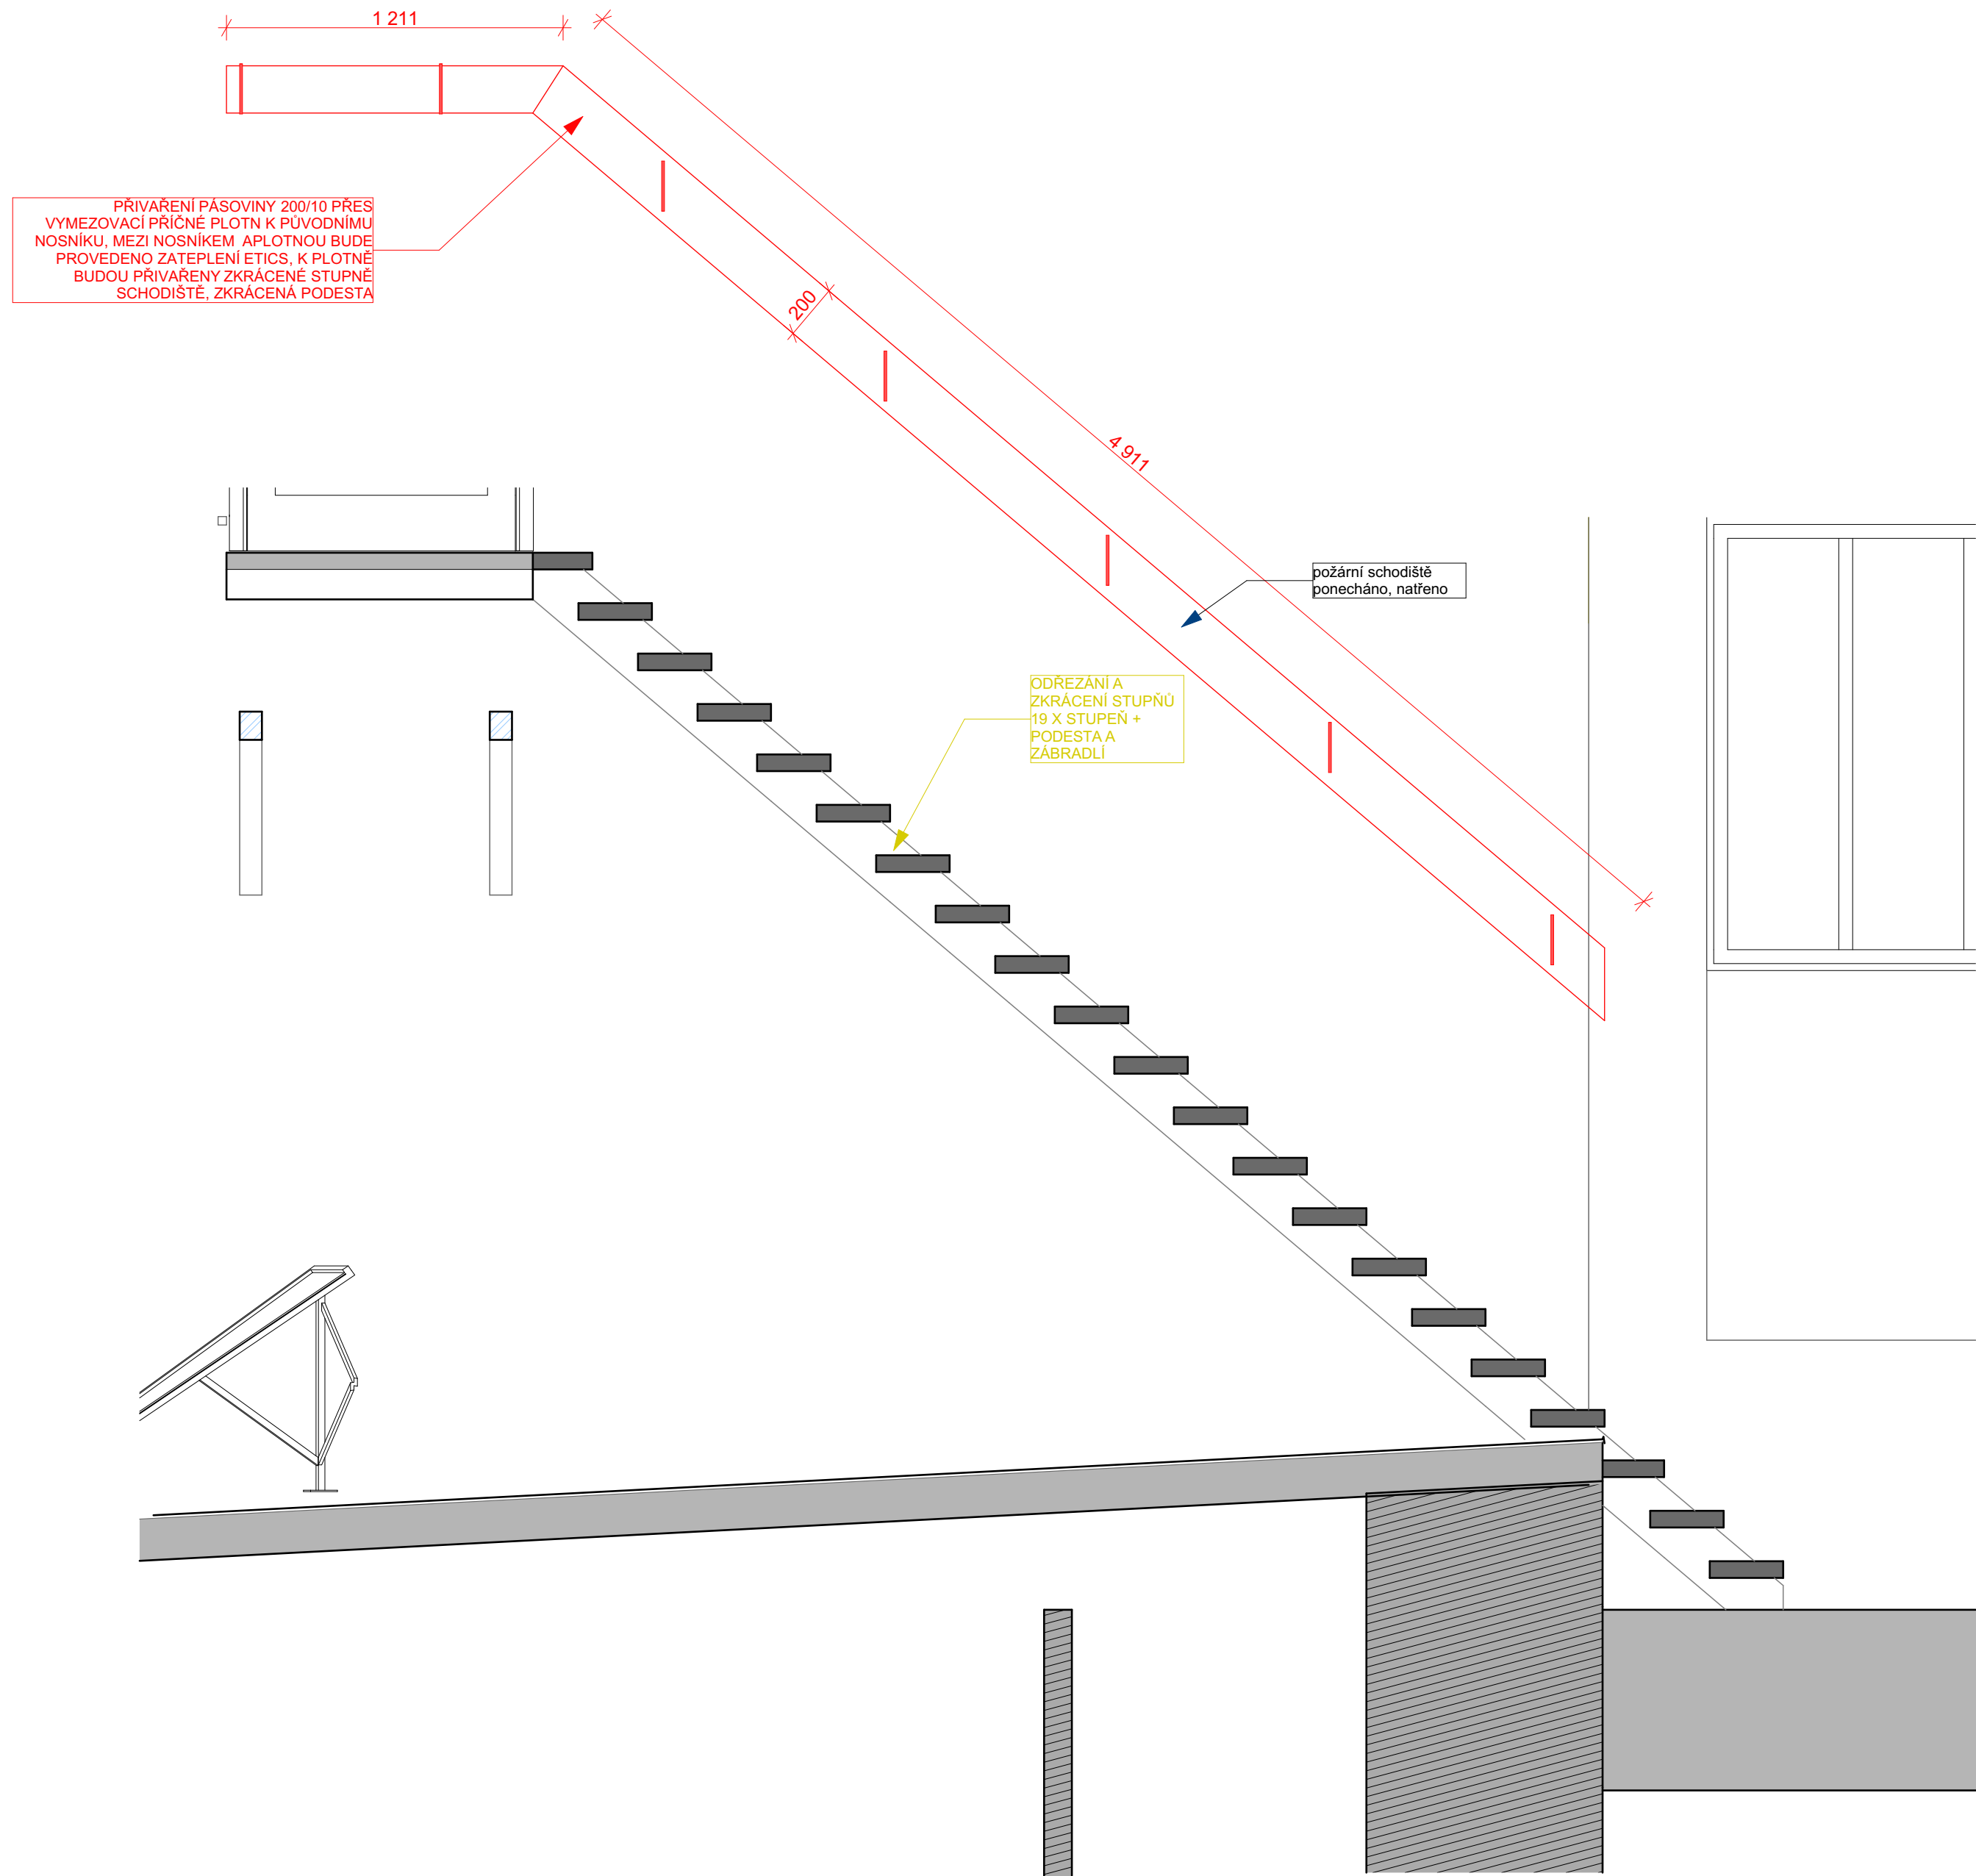 1 211
PŘIVAŘENÍ PÁSOVINY 200/10 PŘES
VYMEZOVACÍ PŘÍČNÉ PLOTN K PŮVODNÍMU
NOSNÍKU, MEZI NOSNÍKEM APLOTNOU BUDE
PROVEDENO ZATEPLENÍ ETICS, K PLOTNĚ
BUDOU PŘIVAŘENY ZKRÁCENÉ STUPNĚ
SCHODIŠTĚ, ZKRÁCENÁ PODESTA
200
4 911
požární schodiště
ponecháno, natřeno
ODŘEZÁNÍ A
ZKRÁCENÍ STUPŇŮ
19 X STUPEŇ +
PODESTA A
ZÁBRADLÍ